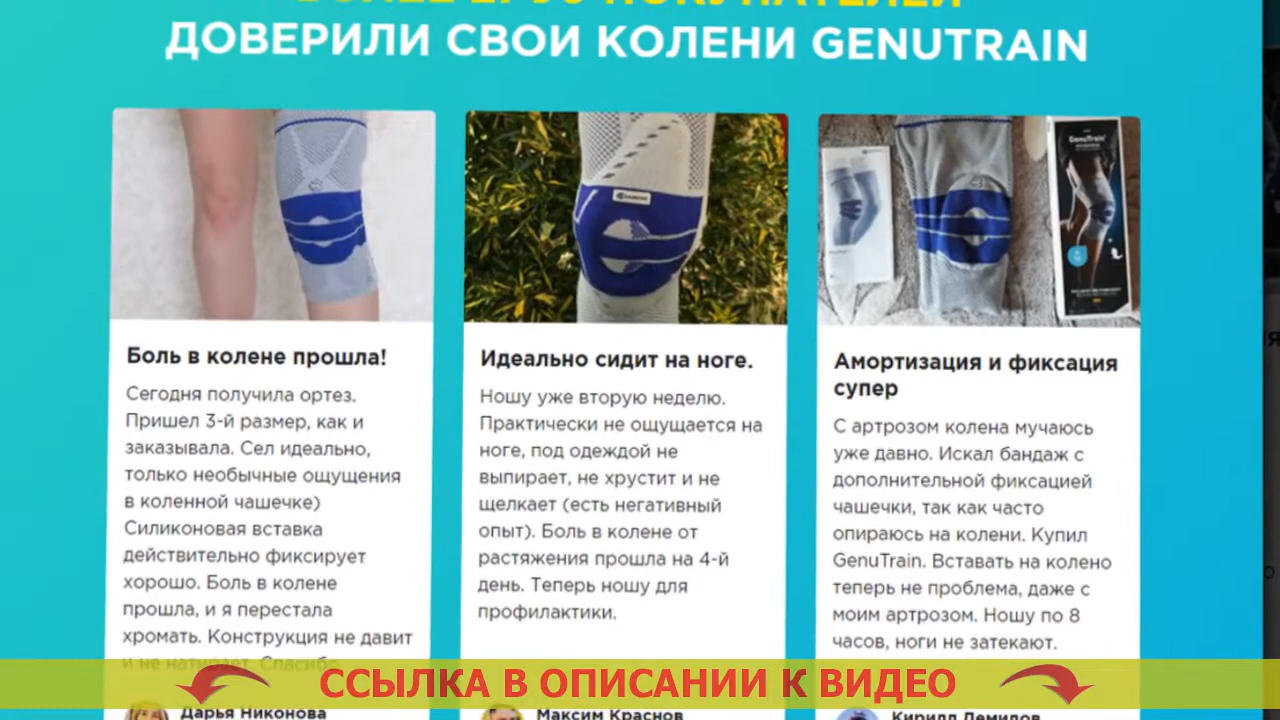 ДОВЕРИЛИ СВОИ КОЛЕНИ GENUTRAIN
GenuTrain
Боль в колене прошла!
Сегодня получила ортез.
Пришел 3-й размер, как и
заказывала. Сел идеально,
только необычные ощущения
в коленной чашечке)
Силиконовая вставка
действительно фиксирует
хорошо. Боль в колене
прошла, и я перестала
хромать. Конструкция не давит
и не натирает. Спасибо
Дарья Никонова
Идеально сидит на ноге.
Ношу уже вторую неделю.
Практически не ощущается на
ноге, под одеждой не
выпирает, не хрустит и не
щелкает (есть негативный
опыт). Боль в колене от
растяжения прошла на 4-й
день. Теперь ношу для
профилактики.
Максим Краснов
Амортизация и фиксация
супер
С артрозом колена мучаюсь
уже давно. Искал бандаж с
дополнительной фиксацией
чашечки, так как часто
опираюсь на колени. Купил
GenuTrain. Вставать на колено
теперь не проблема, даже с
моим артрозом. Ношу по 8
часов, ноги не затекают.
Кирилл Демидов
ССЫЛКА В ОПИСАНИИ К ВИДЕО